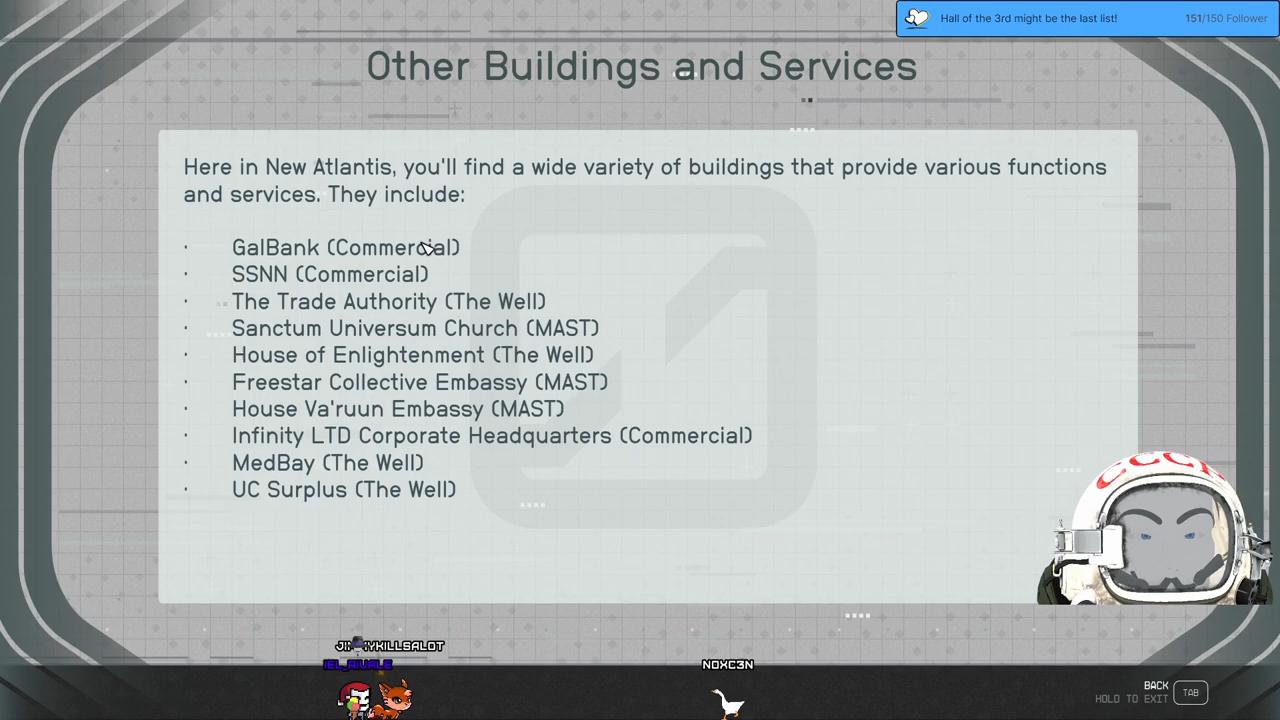 Hall of the 3rd might be the last list! 151/150 Follower
Other Buildings and Services
Here in New Atlantis, you'll find a wide variety of buildings that provide various functions
and services. They include:
· GalBank (Commercial)
· SSNN (Commercial)
· The Trade Authority (The Well)
· Sanctum Universum Church (MAST)
· House of Enlightenment (The Well)
· Freestar Collective Embassy (MAST)
· House Va'ruun Embassy (MAST)
· Infinity LTD Corporate Headquarters (Commercial)
· MedBay (The Well)
· UC Surplus (The Well)
CCCP
NOXC3N
BACK
HOLD TO EXIT TAB